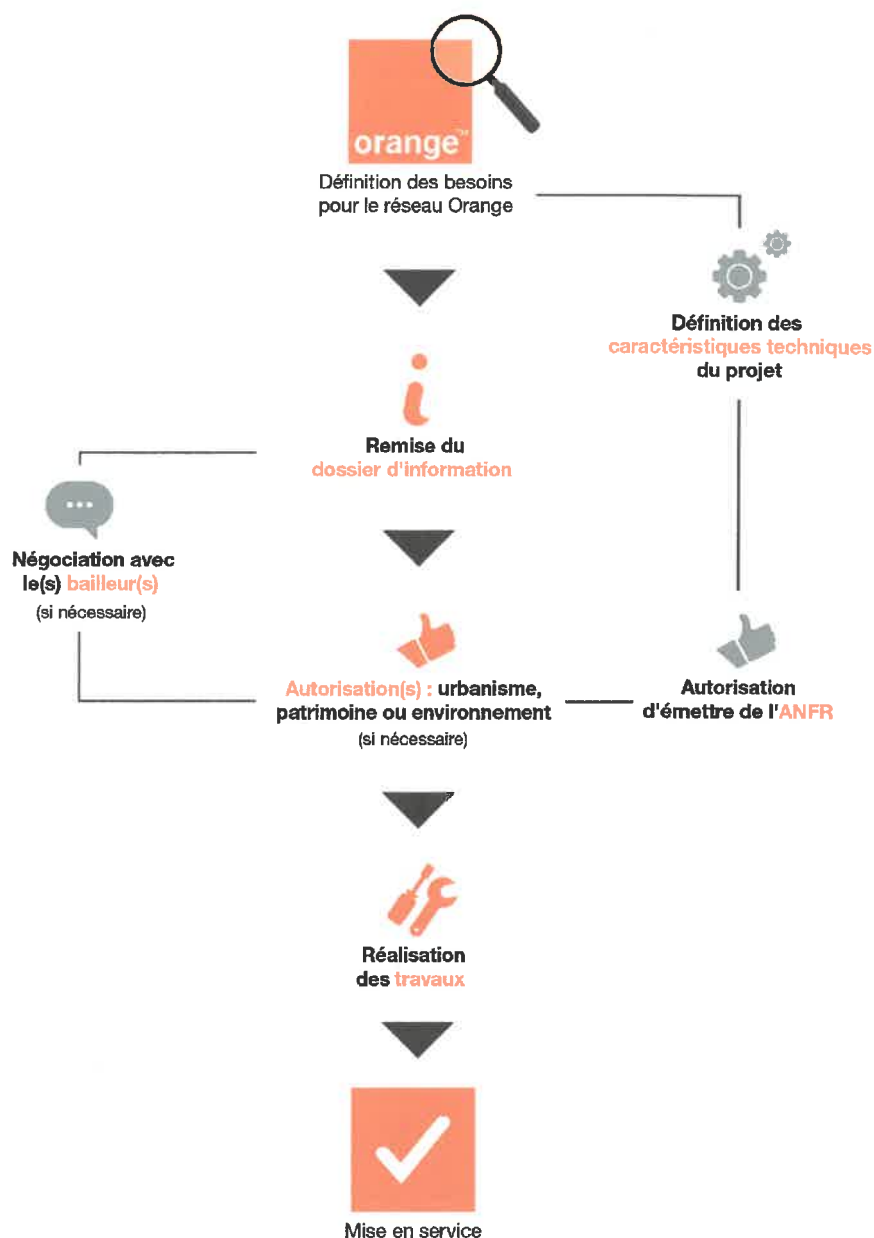 orange™
Définition des besoins
pour le réseau Orange
Définition des
caractéristiques techniques
du projet
Remise du
dossier d'information
Négociation avec
le(s) bailleur(s)
(si nécessaire)
Autorisation(s) : urbanisme,
patrimoine ou environnement
(si nécessaire)
Autorisation
d'émettre de l'ANFR
Réalisation
des travaux
Mise en service